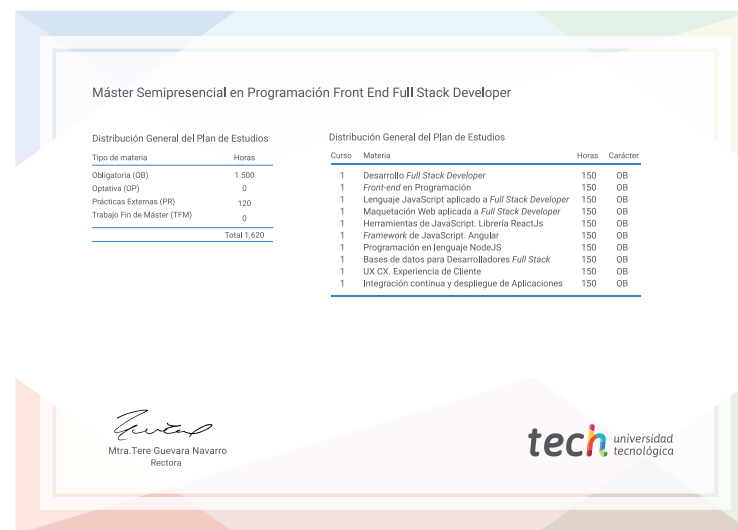 Máster Semipresencial en Programación Front End Full Stack Developer
Distribución General del Plan de Estudios
Tipo de materia Horas
Obligatoria (OB) 1.500
Optativa (OP) 0
Prácticas Externas (PR) 120
Trabajo Fin de Máster (TFM) 0
Total 1.620
Distribución General del Plan de Estudios
Curso Materia Horas Carácter
1 Desarrollo Full Stack Developer 150 OB
1 Front-end en Programación 150 OB
1 Lenguaje JavaScript aplicado a Full Stack Developer 150 OB
1 Maquetación Web aplicada a Full Stack Developer 150 OB
1 Herramientas de JavaScript. Librería ReactJs 150 OB
1 Framework de JavaScript. Angular 150 OB
1 Programación en lenguaje NodeJS 150 OB
1 Bases de datos para Desarrolladores Full Stack 150 OB
1 UX CX. Experiencia de Cliente 150 OB
1 Integración continua y despliegue de Aplicaciones 150 OB
Mtra.Tere Guevara Navarro
Rectora
tech universidad
tecnológica